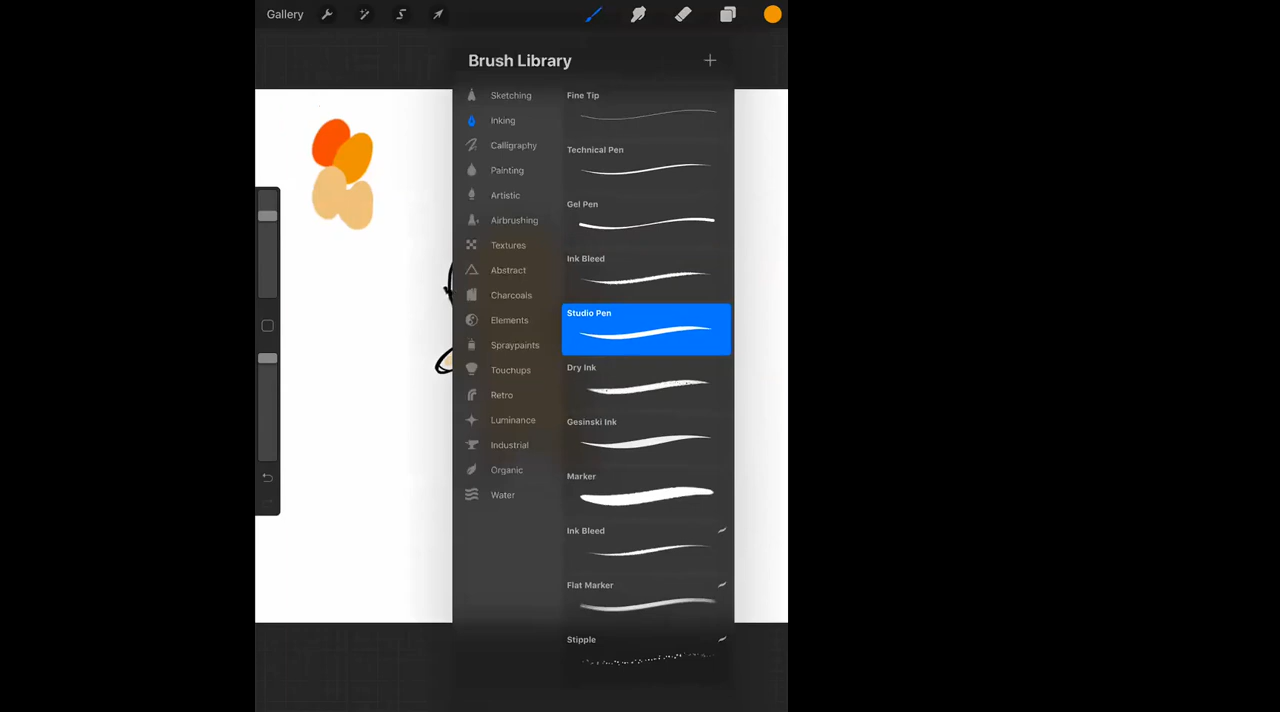 Gallery
Brush Library
Sketching
Inking
Calligraphy
Painting
Artistic
Airbrushing
Textures
Abstract
Charcoals
Elements
Spraypaints
Touchups
Retro
Luminance
Industrial
Organic
Water
Fine Tip
Technical Pen
Gel Pen
Ink Bleed
Studio Pen
Dry Ink
Gesinski Ink
Marker
Ink Bleed
Flat Marker
Stipple